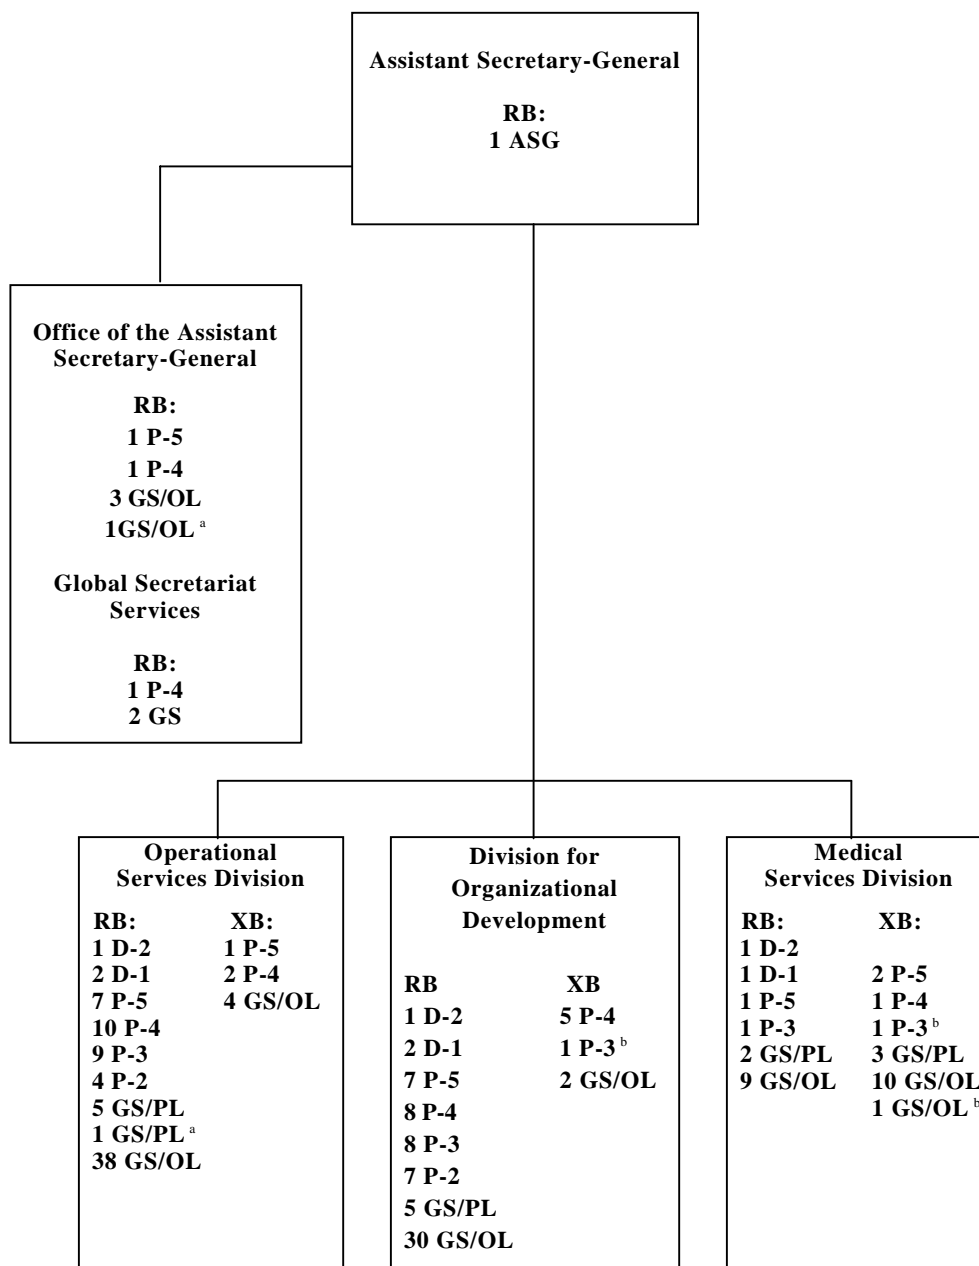 Assistant Secretary-General
RB:
1 ASG
Office of the Assistant
Secretary-General
RB:
1 P-5
1 P-4
3 GS/OL
1GS/OL a
Global Secretariat
Services
RB:
1 P-4
2 GS
Operational
Services Division
RB: XB:
1 D-2 1 P-5
2 D-1 2 P-4
7 P-5 4 GS/OL
10 P-4
9 P-3
4 P-2
5 GS/PL
1 GS/PL a
38 GS/OL
Division for
Organizational
Development
RB XB
1 D-2 5 P-4
2 D-1 1 P-3 b
7 P-5 2 GS/OL
8 P-4
8 P-3
7 P-2
5 GS/PL
30 GS/OL
Medical
Services Division
RB: XB:
1 D-2
1 D-1 2 P-5
1 P-5 1 P-4
1 P-3 1 P-3 b
2 GS/PL 3 GS/PL
9 GS/OL 10 GS/OL
1 GS/OL b